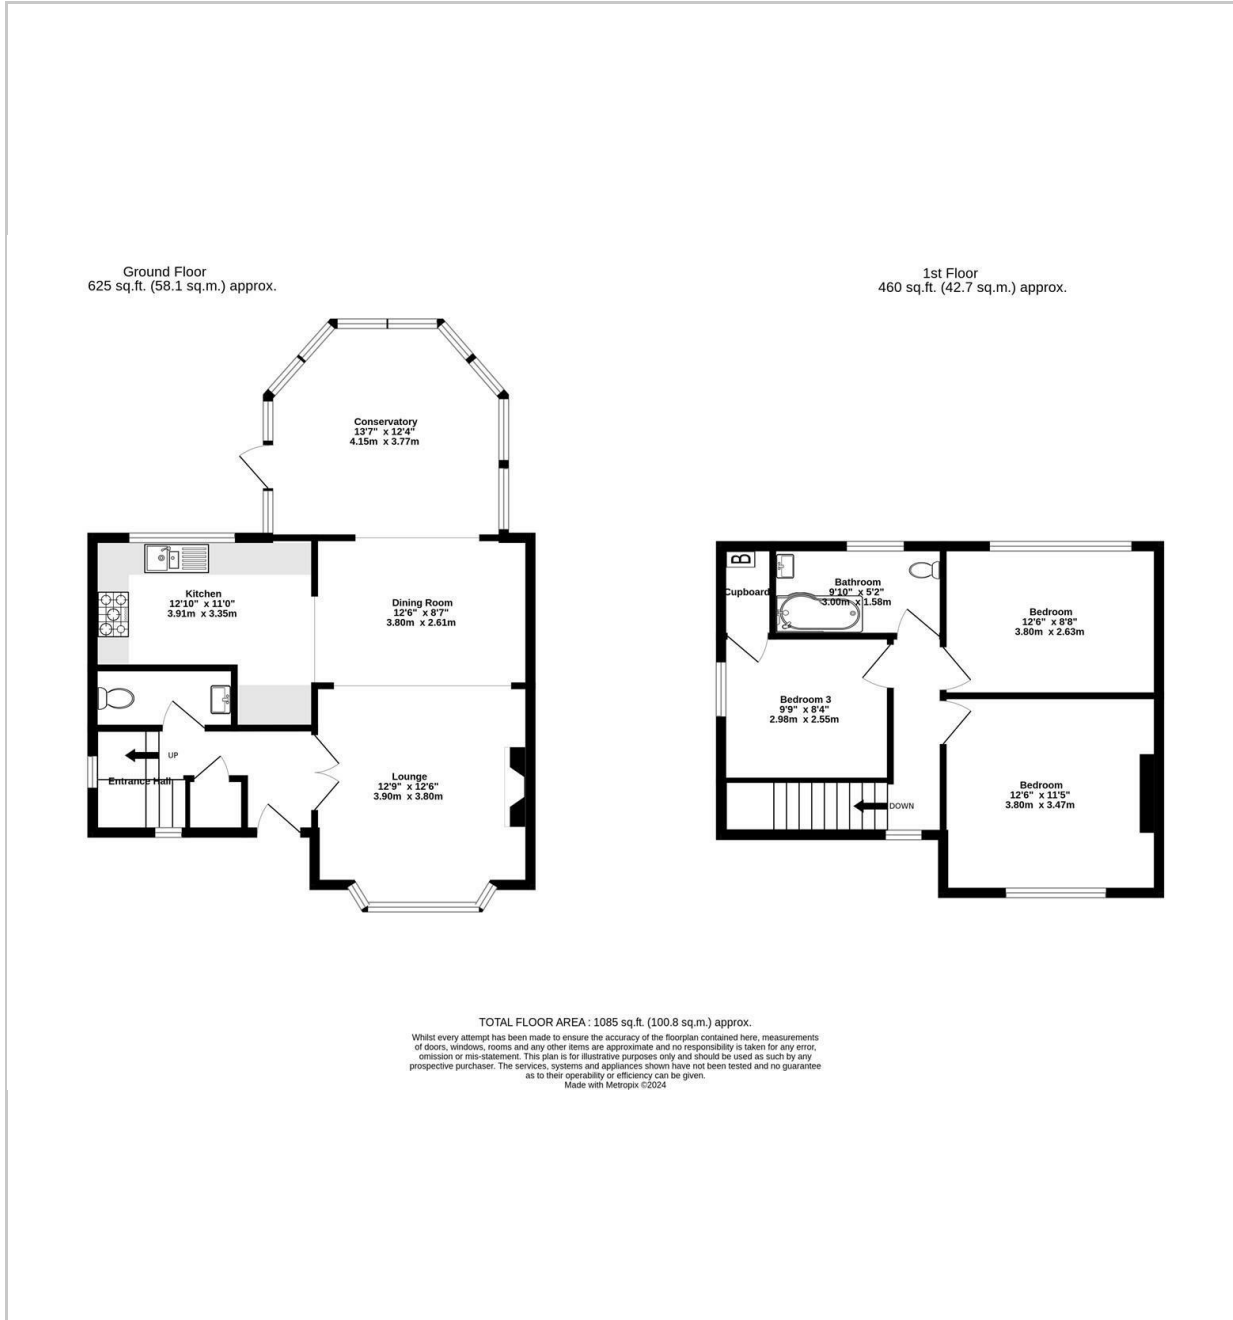 Ground Floor
625 sq.ft. (58.1 sq.m.) approx.
1st Floor
460 sq.ft. (42.7 sq.m.) approx.
Conservatory
13'7" x 12'4"
4.15m x 3.77m
Kitchen
12'10" x 11'0"
3.91m x 3.35m
Dining Room
12'6" x 8'7"
3.80m x 2.61m
UP
Entrance Hall
Lounge
12'9" x 12'6"
3.90m x 3.80m
B
Cupboard
Bathroom
9'10" x 5'2"
3.00m x 1.58m
Bedroom
12'6" x 8'8"
3.80m x 2.63m
Bedroom 3
9'9" x 8'4"
2.98m x 2.55m
Bedroom
12'6" x 11'5"
3.80m x 3.47m
DOWN
TOTAL FLOOR AREA : 1085 sq.ft. (100.8 sq.m.) approx.
Whilst every attempt has been made to ensure the accuracy of the floorplan contained here, measurements
of doors, windows, rooms and any other items are approximate and no responsibility is taken for any error,
omission or mis-statement. This plan is for illustrative purposes only and should be used as such by any
prospective purchaser. The services, systems and appliances shown have not been tested and no guarantee
as to their operability or efficiency can be given.
Made with Metropix ©2024